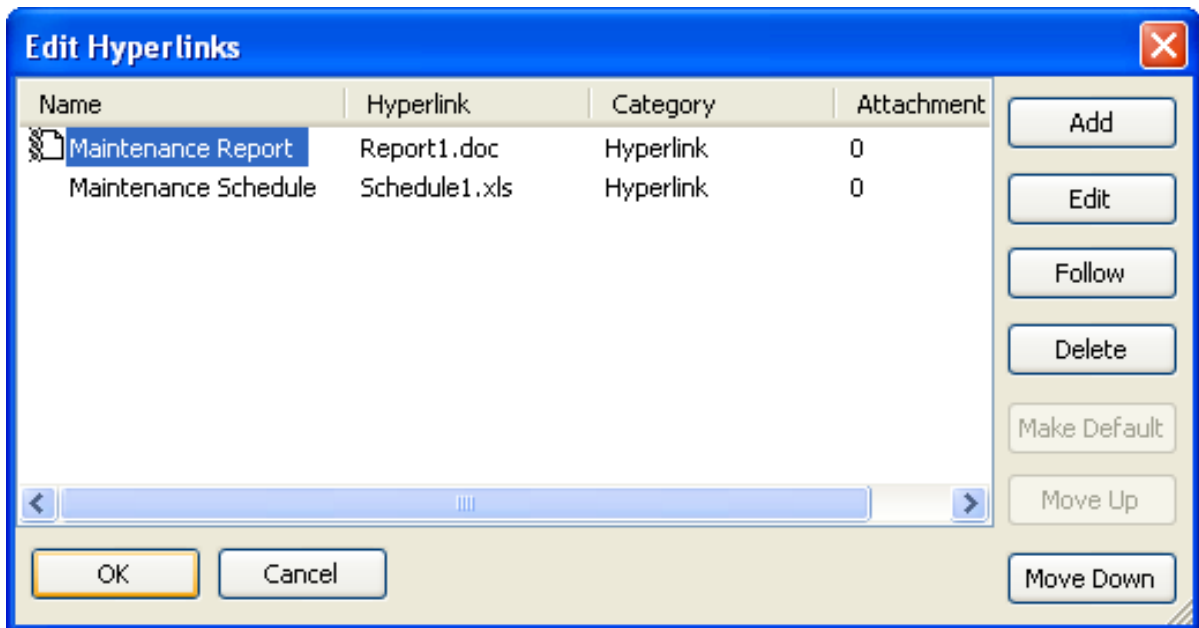 Edit Hyperlinks
Name Hyperlink Category Attachment
Maintenance Report Report1.doc Hyperlink 0
Maintenance Schedule Schedule1.xls Hyperlink 0
Add
Edit
Follow
Delete
Make Default
Move Up
Move Down
OK Cancel